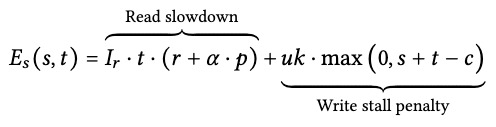 Read slowdown
E_s(s, t) = I_r · t · (r + α · p) + uk · max(0, s + t − c)
Write stall penalty